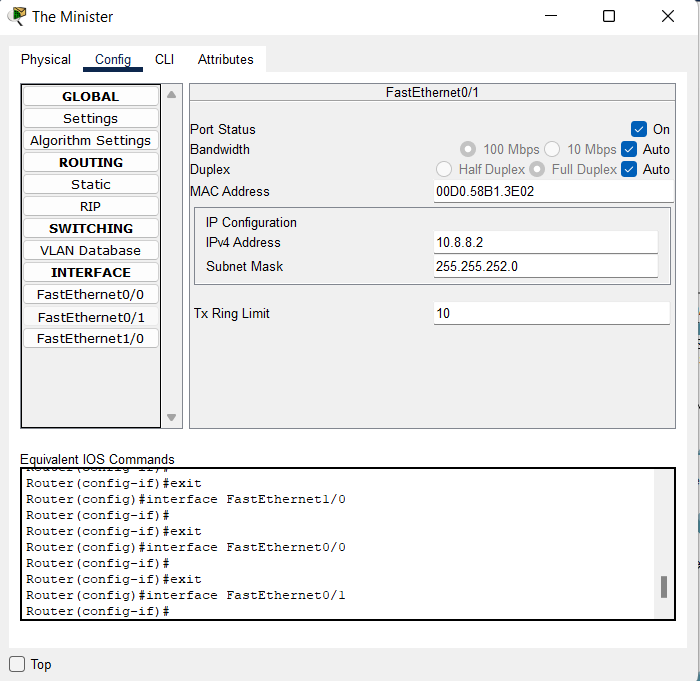 The Minister
Physical Config CLI Attributes
GLOBAL
Settings
Algorithm Settings
ROUTING
Static
RIP
SWITCHING
VLAN Database
INTERFACE
FastEthernet0/0
FastEthernet0/1
FastEthernet1/0
FastEthernet0/1
Port Status On
Bandwidth 100 Mbps 10 Mbps Auto
Duplex Half Duplex Full Duplex Auto
MAC Address 00D0.58B1.3E02
IP Configuration
IPv4 Address 10.8.8.2
Subnet Mask 255.255.252.0
Tx Ring Limit 10
Equivalent IOS Commands
Router(config-if)#
Router(config-if)#exit
Router(config)#interface FastEthernet1/0
Router(config-if)#
Router(config-if)#exit
Router(config)#interface FastEthernet0/0
Router(config-if)#
Router(config-if)#exit
Router(config)#interface FastEthernet0/1
Router(config-if)#
Top